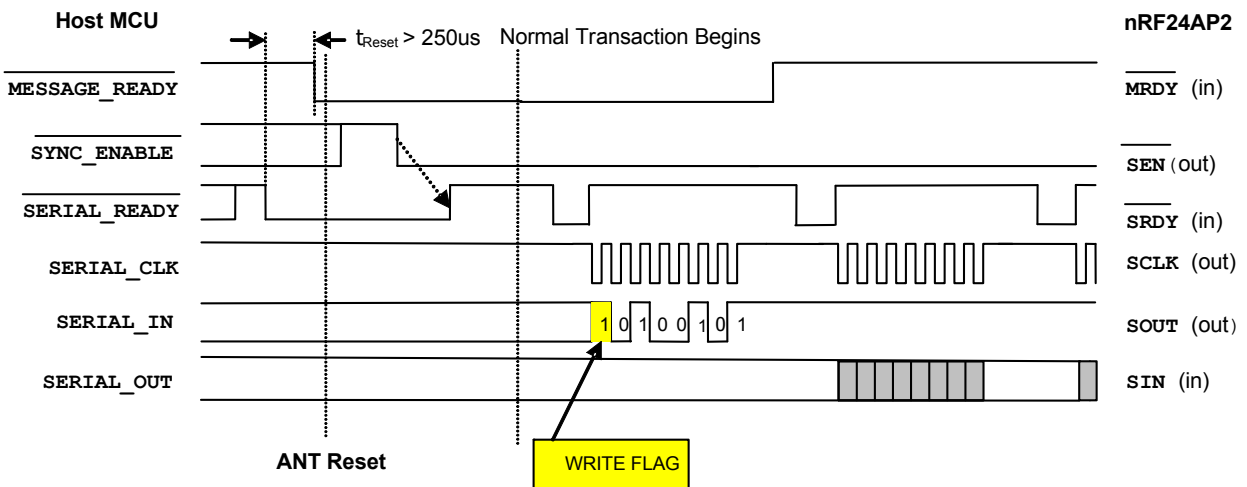 Host MCU
nRF24AP2
tReset > 250us Normal Transaction Begins
MESSAGE_READY
MRDY (in)
SYNC_ENABLE
SEN (out)
SERIAL_READY
SRDY (in)
SERIAL_CLK
SCLK (out)
SERIAL_IN
1 0 1 0 0 1 0 1
SOUT (out)
SERIAL_OUT
SIN (in)
ANT Reset
WRITE FLAG